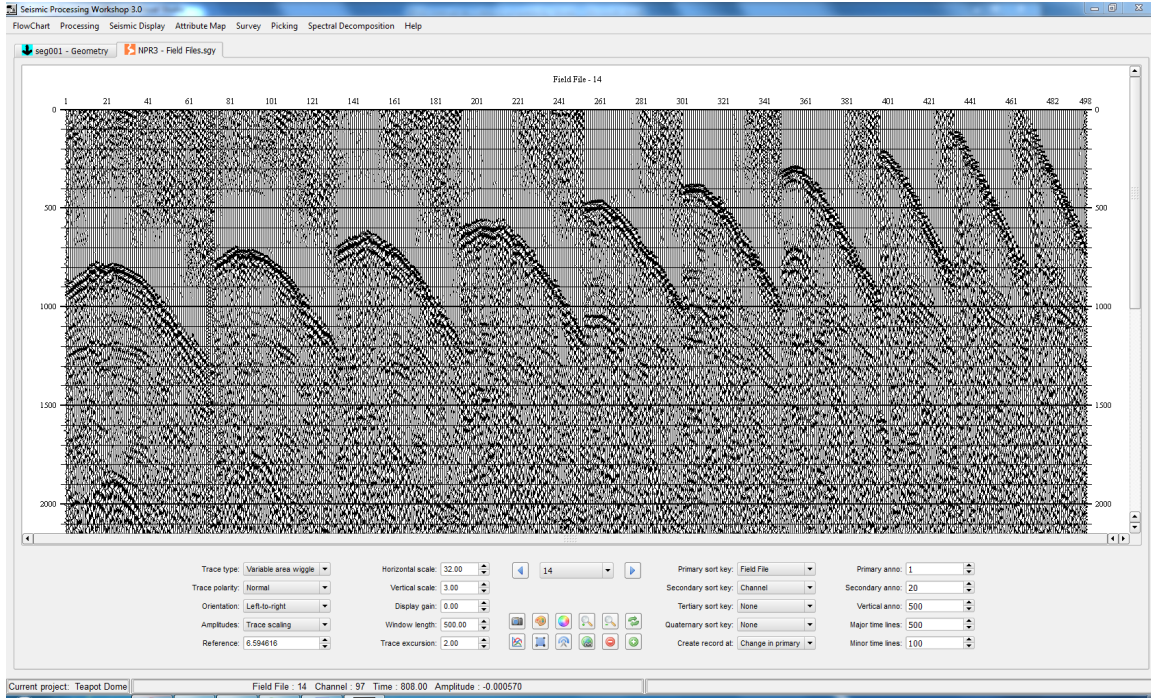 Seismic Processing Workshop 3.0
FlowChart Processing Seismic Display Attribute Map Survey Picking Spectral Decomposition Help
seg001 - Geometry NPR3 - Field Files.sgy
Field File - 14
1 21 41 61 81 101 121 141 161 181 201 221 241 261 281 301 321 341 361 381 401 421 441 461 482 498
0 0
500 500
1000 1000
1500 1500
2000 2000
Trace type: Variable area wiggle Horizontal scale: 32.00 14 Primary sort key: Field File Primary anno: 1
Trace polarity: Normal Vertical scale: 3.00 Secondary sort key: Channel Secondary anno: 20
Orientation: Left-to-right Display gain: 0.00 Tertiary sort key: None Vertical anno: 500
Amplitudes: Trace scaling Window length: 500.00 Quaternary sort key: None Major time lines: 500
Reference: 6.594616 Trace excursion: 2.00 Create record at: Change in primary Minor time lines: 100
Current project: Teapot Dome Field File : 14 Channel : 97 Time : 808.00 Amplitude : -0.000570